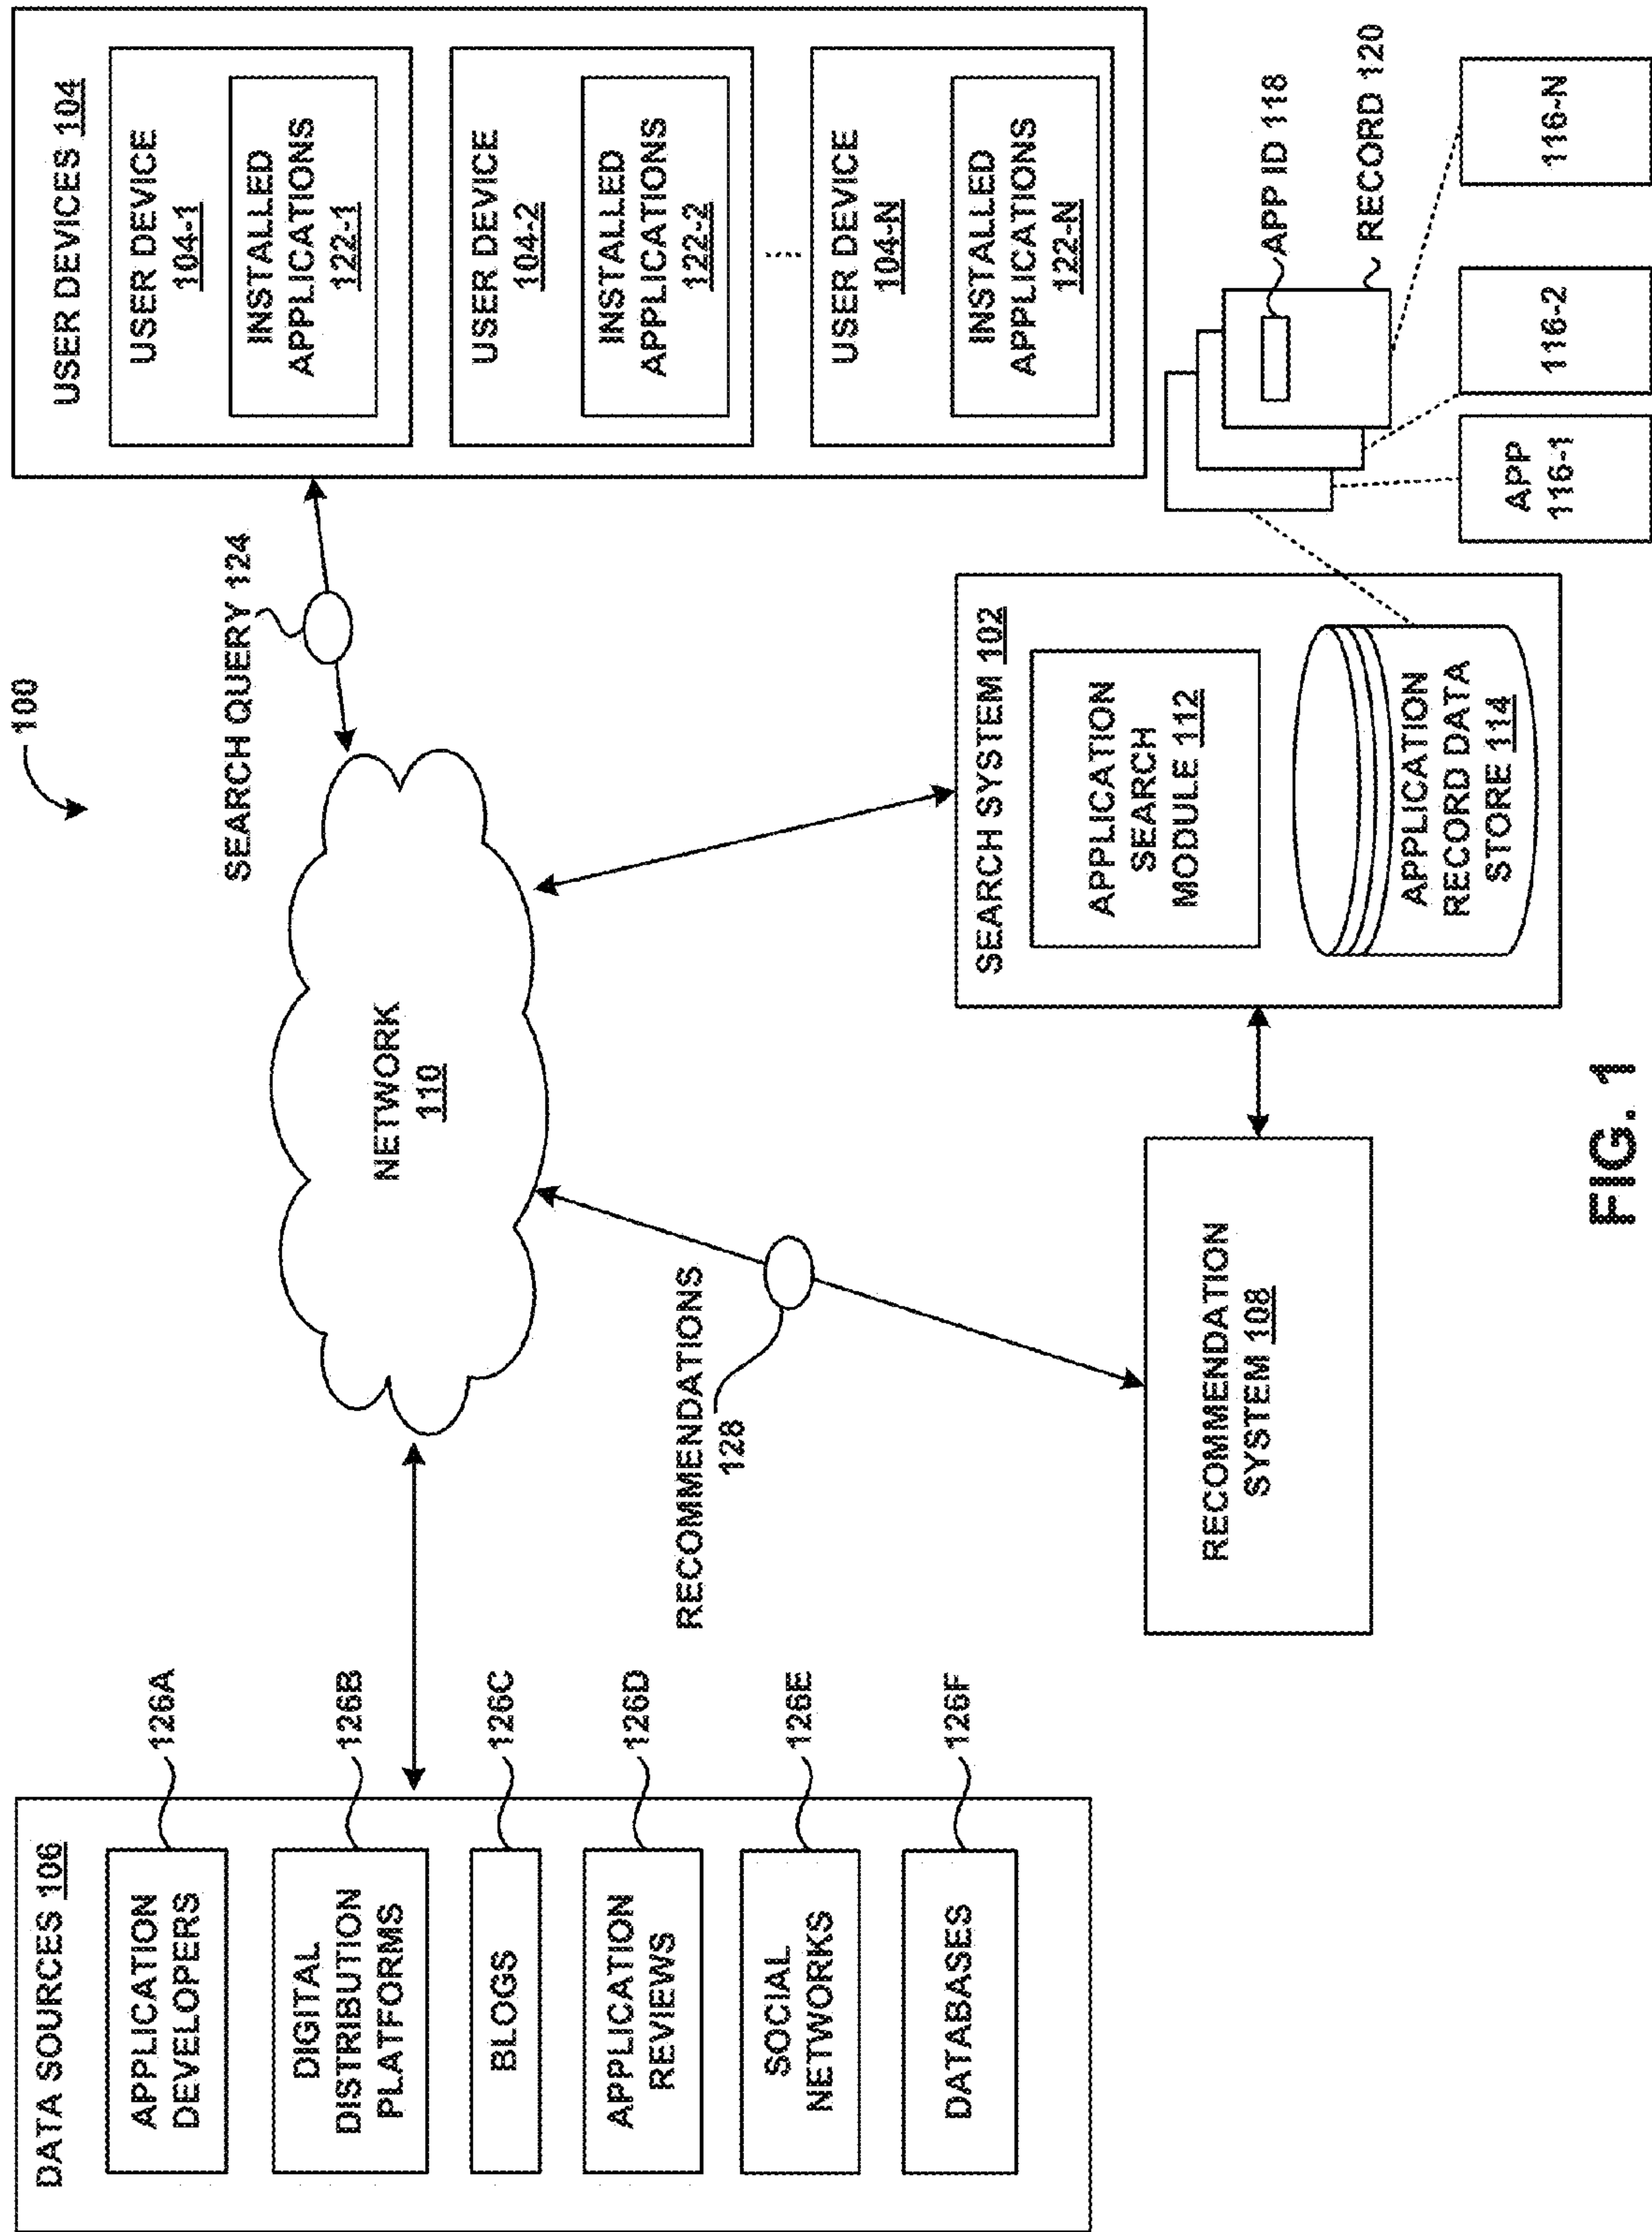 100
DATA SOURCES 106
APPLICATION
DEVELOPERS
126A
DIGITAL
DISTRIBUTION
PLATFORMS
126B
BLOGS
126C
APPLICATION
REVIEWS
126D
SOCIAL
NETWORKS
126E
DATABASES
126F
NETWORK
110
SEARCH QUERY 124
RECOMMENDATIONS
128
RECOMMENDATION
SYSTEM 108
USER DEVICES 104
USER DEVICE
104-1
INSTALLED
APPLICATIONS
122-1
USER DEVICE
104-2
INSTALLED
APPLICATIONS
122-2
USER DEVICE
104-N
INSTALLED
APPLICATIONS
122-N
SEARCH SYSTEM 102
APPLICATION
SEARCH
MODULE 112
APPLICATION
RECORD DATA
STORE 114
APP ID 118
RECORD 120
APP
116-1
116-2
116-N
FIG. 1